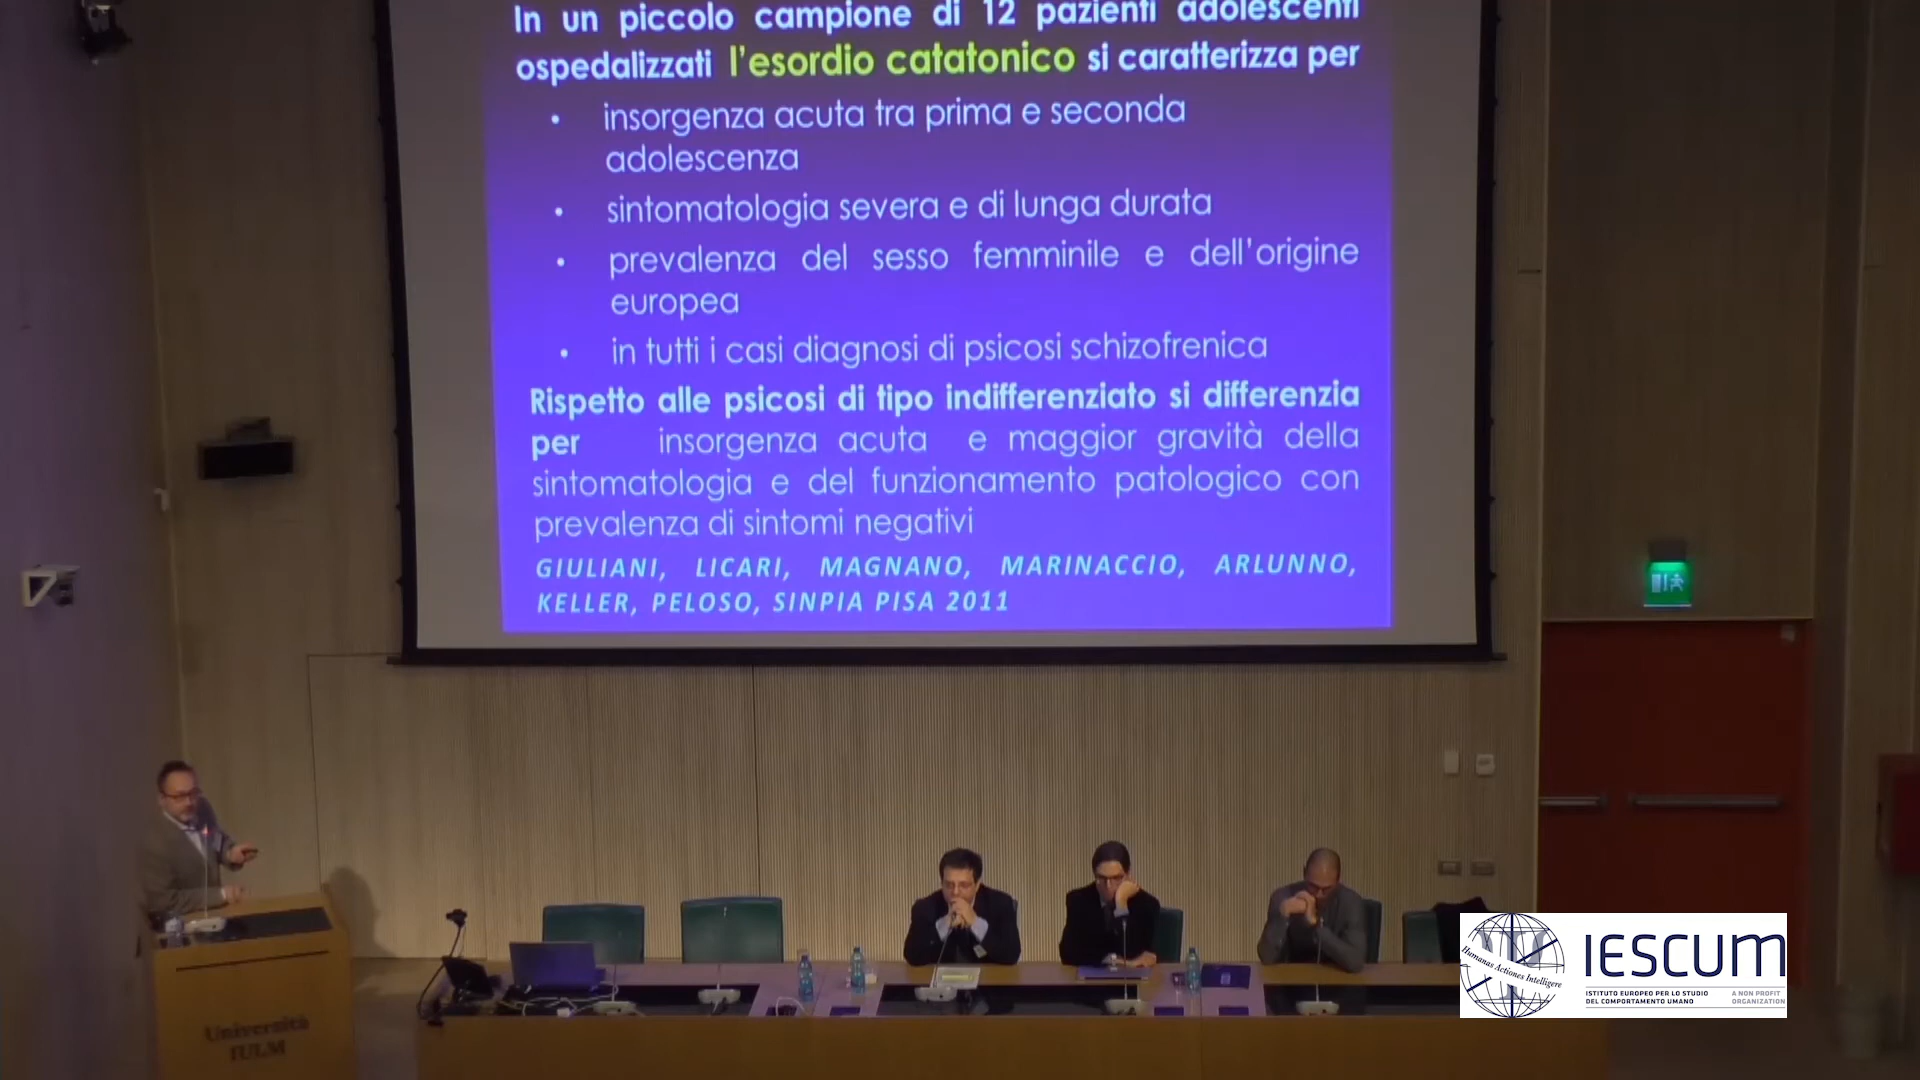 In un piccolo campione di 12 pazienti adolescenti
ospedalizzati l'esordio catatonico si caratterizza per
• insorgenza acuta tra prima e seconda
adolescenza
• sintomatologia severa e di lunga durata
• prevalenza del sesso femminile e dell'origine
europea
• in tutti i casi diagnosi di psicosi schizofrenica
Rispetto alle psicosi di tipo indifferenziato si differenzia
per insorgenza acuta e maggior gravità della
sintomatologia e del funzionamento patologico con
prevalenza di sintomi negativi
GIULIANI, LICARI, MAGNANO, MARINACCIO, ARLUNNO,
KELLER, PELOSO, SINPIA PISA 2011
Università
IULM
Humanas Actiones Intelligere
IESCUM
ISTITUTO EUROPEO PER LO STUDIO
DEL COMPORTAMENTO UMANO
A NON PROFIT
ORGANIZATION